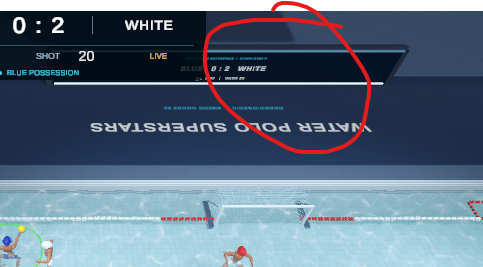 0 : 2 WHITE
SHOT 20 LIVE
BLUE POSSESSION
BLUE 0 : 2 WHITE
WATER POLO SUPERSTARS